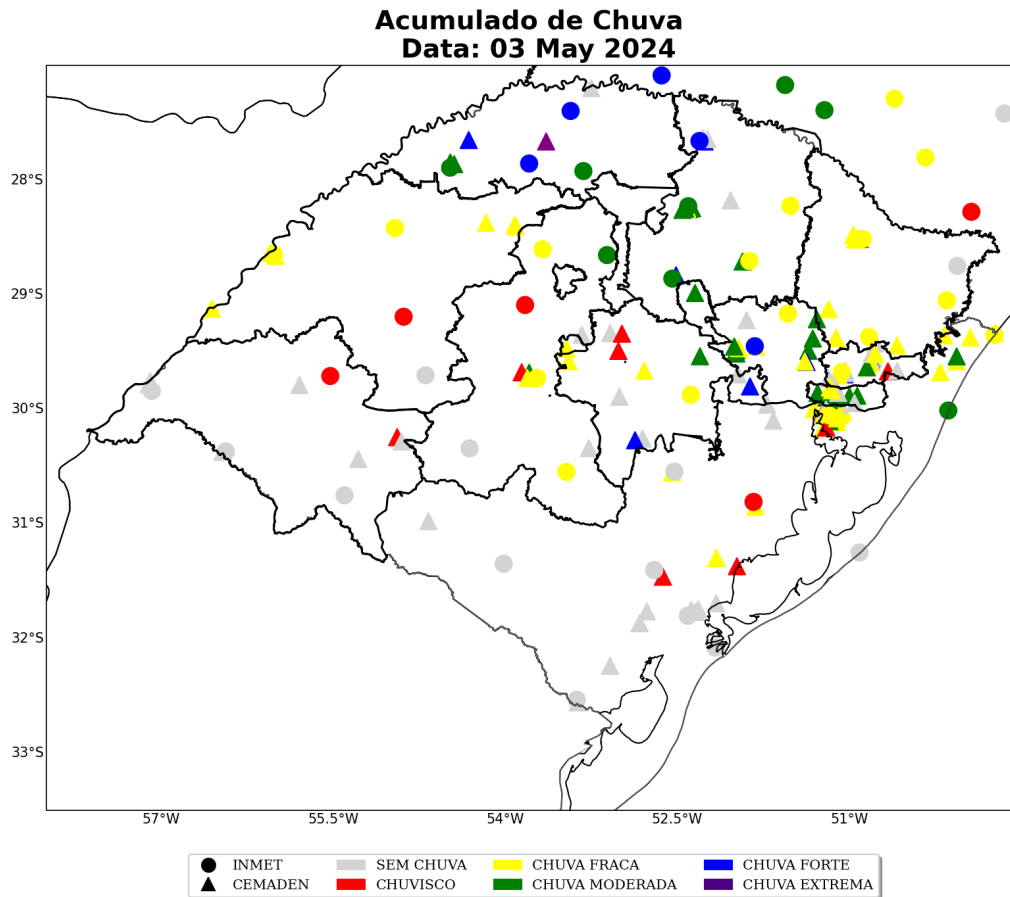 Acumulado de Chuva
Data: 03 May 2024
28°S
29°S
30°S
31°S
32°S
33°S
57°W
55.5°W
54°W
52.5°W
51°W
INMET
CEMADEN
SEM CHUVA
CHUVISCO
CHUVA FRACA
CHUVA MODERADA
CHUVA FORTE
CHUVA EXTREMA